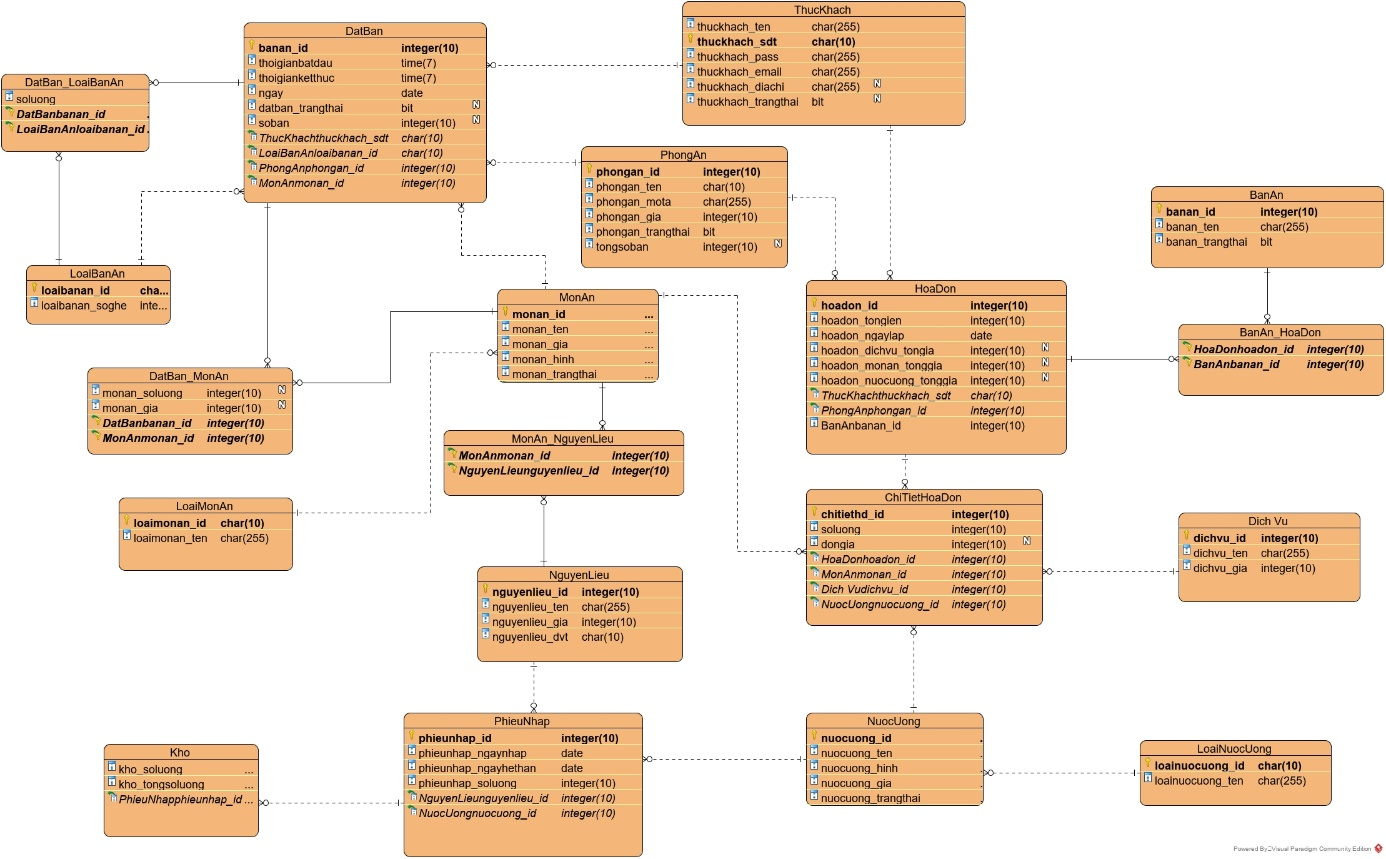 DatBan
banan_id integer(10)
thoigianbatdau time(7)
thoigianketthuc time(7)
ngay date
datban_trangthai bit N
soban integer(10) N
ThucKhachthuckhach_sdt char(10)
LoaiBanAnloaibanan_id char(10)
PhongAnphongan_id integer(10)
MonAnmonan_id integer(10)
ThucKhach
thuckhach_ten char(255)
thuckhach_sdt char(10)
thuckhach_pass char(255)
thuckhach_email char(255)
thuckhach_diachi char(255) N
thuckhach_trangthai bit N
DatBan_LoaiBanAn
soluong .
DatBanbanan_id
LoaiBanAnloaibanan_id .
PhongAn
phongan_id integer(10)
phongan_ten char(10)
phongan_mota char(255)
phongan_gia integer(10)
phongan_trangthai bit
tongsoban integer(10) N
BanAn
banan_id integer(10)
banan_ten char(255)
banan_trangthai bit
LoaiBanAn
loaibanan_id cha...
loaibanan_soghe inte...
MonAn
monan_id ...
monan_ten ...
monan_gia ...
monan_hinh ...
monan_trangthai ...
HoaDon
hoadon_id integer(10)
hoadon_tongien integer(10)
hoadon_ngaylap date
hoadon_dichvu_tongia integer(10) N
hoadon_monan_tonggia integer(10) N
hoadon_nuocuong_tonggia integer(10) N
ThucKhachthuckhach_sdt char(10)
PhongAnphongan_id integer(10)
BanAnbanan_id integer(10)
BanAn_HoaDon
HoaDonhoadon_id integer(10)
BanAnbanan_id integer(10)
DatBan_MonAn
monan_soluong integer(10) N
monan_gia integer(10) N
DatBanbanan_id integer(10)
MonAnmonan_id integer(10)
MonAn_NguyenLieu
MonAnmonan_id integer(10)
NguyenLieunguyenlieu_id integer(10)
LoaiMonAn
loaimonan_id char(10)
loaimonan_ten char(255)
ChiTIetHoaDon
chitiethd_id integer(10)
soluong integer(10)
dongia integer(10) N
HoaDonhoadon_id integer(10)
MonAnmonan_id integer(10)
Dich Vudichvu_id integer(10)
NuocUongnuocuong_id integer(10)
Dich Vu
dichvu_id integer(10)
dichvu_ten char(255)
dichvu_gia integer(10)
NguyenLieu
nguyenlieu_id integer(10)
nguyenlieu_ten char(255)
nguyenlieu_gia integer(10)
nguyenlieu_dvt char(10)
Kho
kho_soluong ...
kho_tongsoluong ...
PhieuNhapphieunhap_id ...
PhieuNhap
phieunhap_id integer(10)
phieunhap_ngaynhap date
phieunhap_ngayhethan date
phieunhap_soluong integer(10)
NguyenLieunguyenlieu_id integer(10)
NuocUongnuocuong_id integer(10)
NuocUong
nuocuong_id .
nuocuong_ten
nuocuong_hinh .
nuocuong_gia .
nuocuong_trangthai
LoaiNuocUong
loainuocuong_id char(10)
loainuocuong_ten char(255)
Powered By Visual Paradigm Community Edition